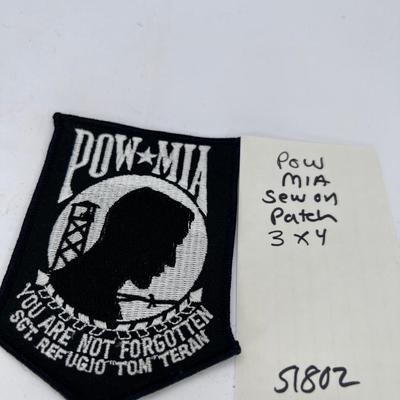 POW★MIA
YOU ARE NOT FORGOTTEN
SGT. REFUGIO "TOM" TERAN
Pow
MIA
Sew on
Patch
3 x 4
51802